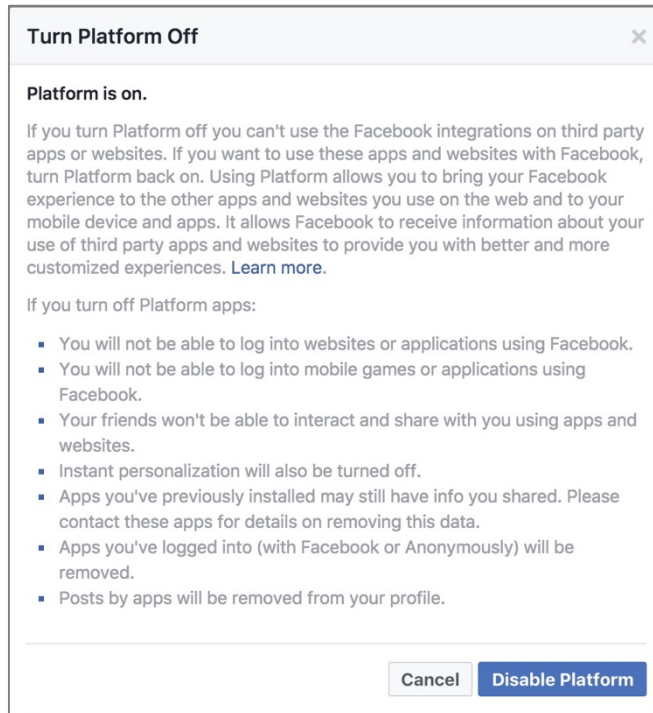 Turn Platform Off
Platform is on.
If you turn Platform off you can't use the Facebook integrations on third party
apps or websites. If you want to use these apps and websites with Facebook,
turn Platform back on. Using Platform allows you to bring your Facebook
experience to the other apps and websites you use on the web and to your
mobile device and apps. It allows Facebook to receive information about your
use of third party apps and websites to provide you with better and more
customized experiences. Learn more.
If you turn off Platform apps:
You will not be able to log into websites or applications using Facebook.
You will not be able to log into mobile games or applications using
Facebook.
Your friends won't be able to interact and share with you using apps and
websites.
Instant personalization will also be turned off.
Apps you've previously installed may still have info you shared. Please
contact these apps for details on removing this data.
Apps you've logged into (with Facebook or Anonymously) will be
removed.
Posts by apps will be removed from your profile.
Cancel Disable Platform